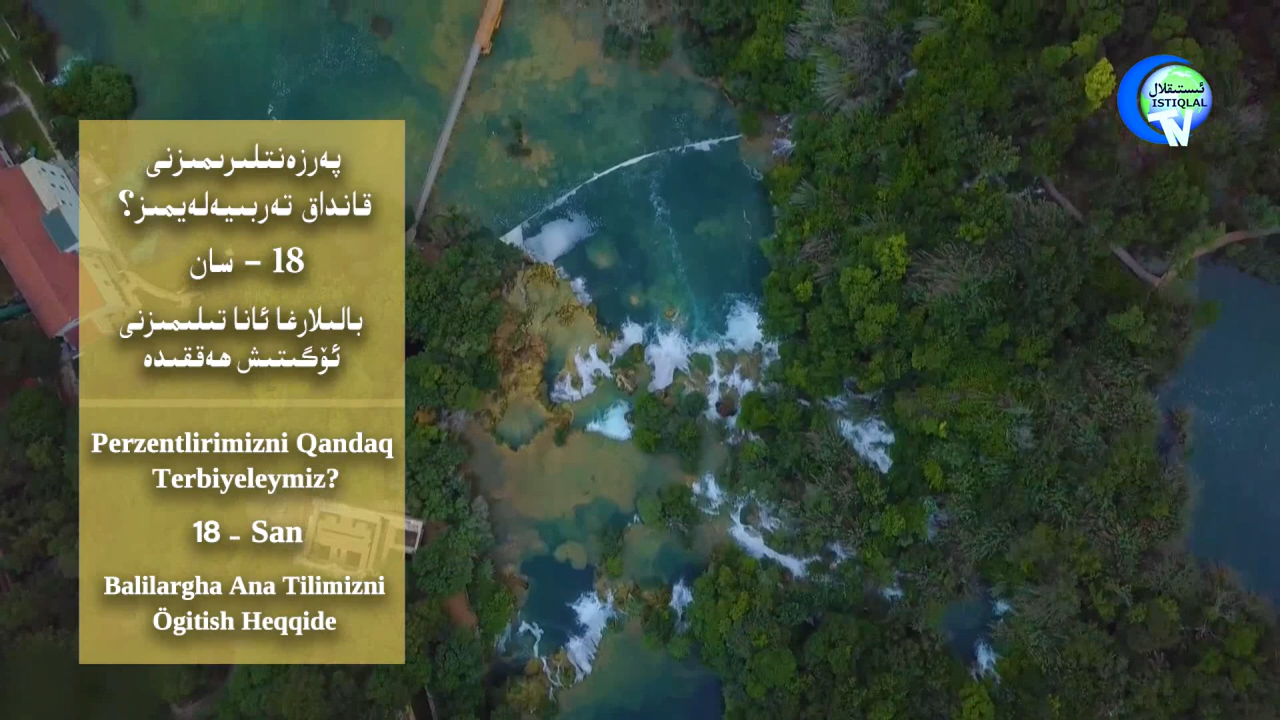 پەرزەنتلىرىمىزنى
قانداق تەربىيەلەيمىز؟
18 - سان
بالىلارغا ئانا تىلىمىزنى
ئۆگىتىش ھەققىدە
Perzentlirimizni Qandaq
Terbiyeleymiz?
18 - San
Balilargha Ana Tilimizni
Ögitish Heqqide
ئىستىقلال
ISTIQLAL
TV